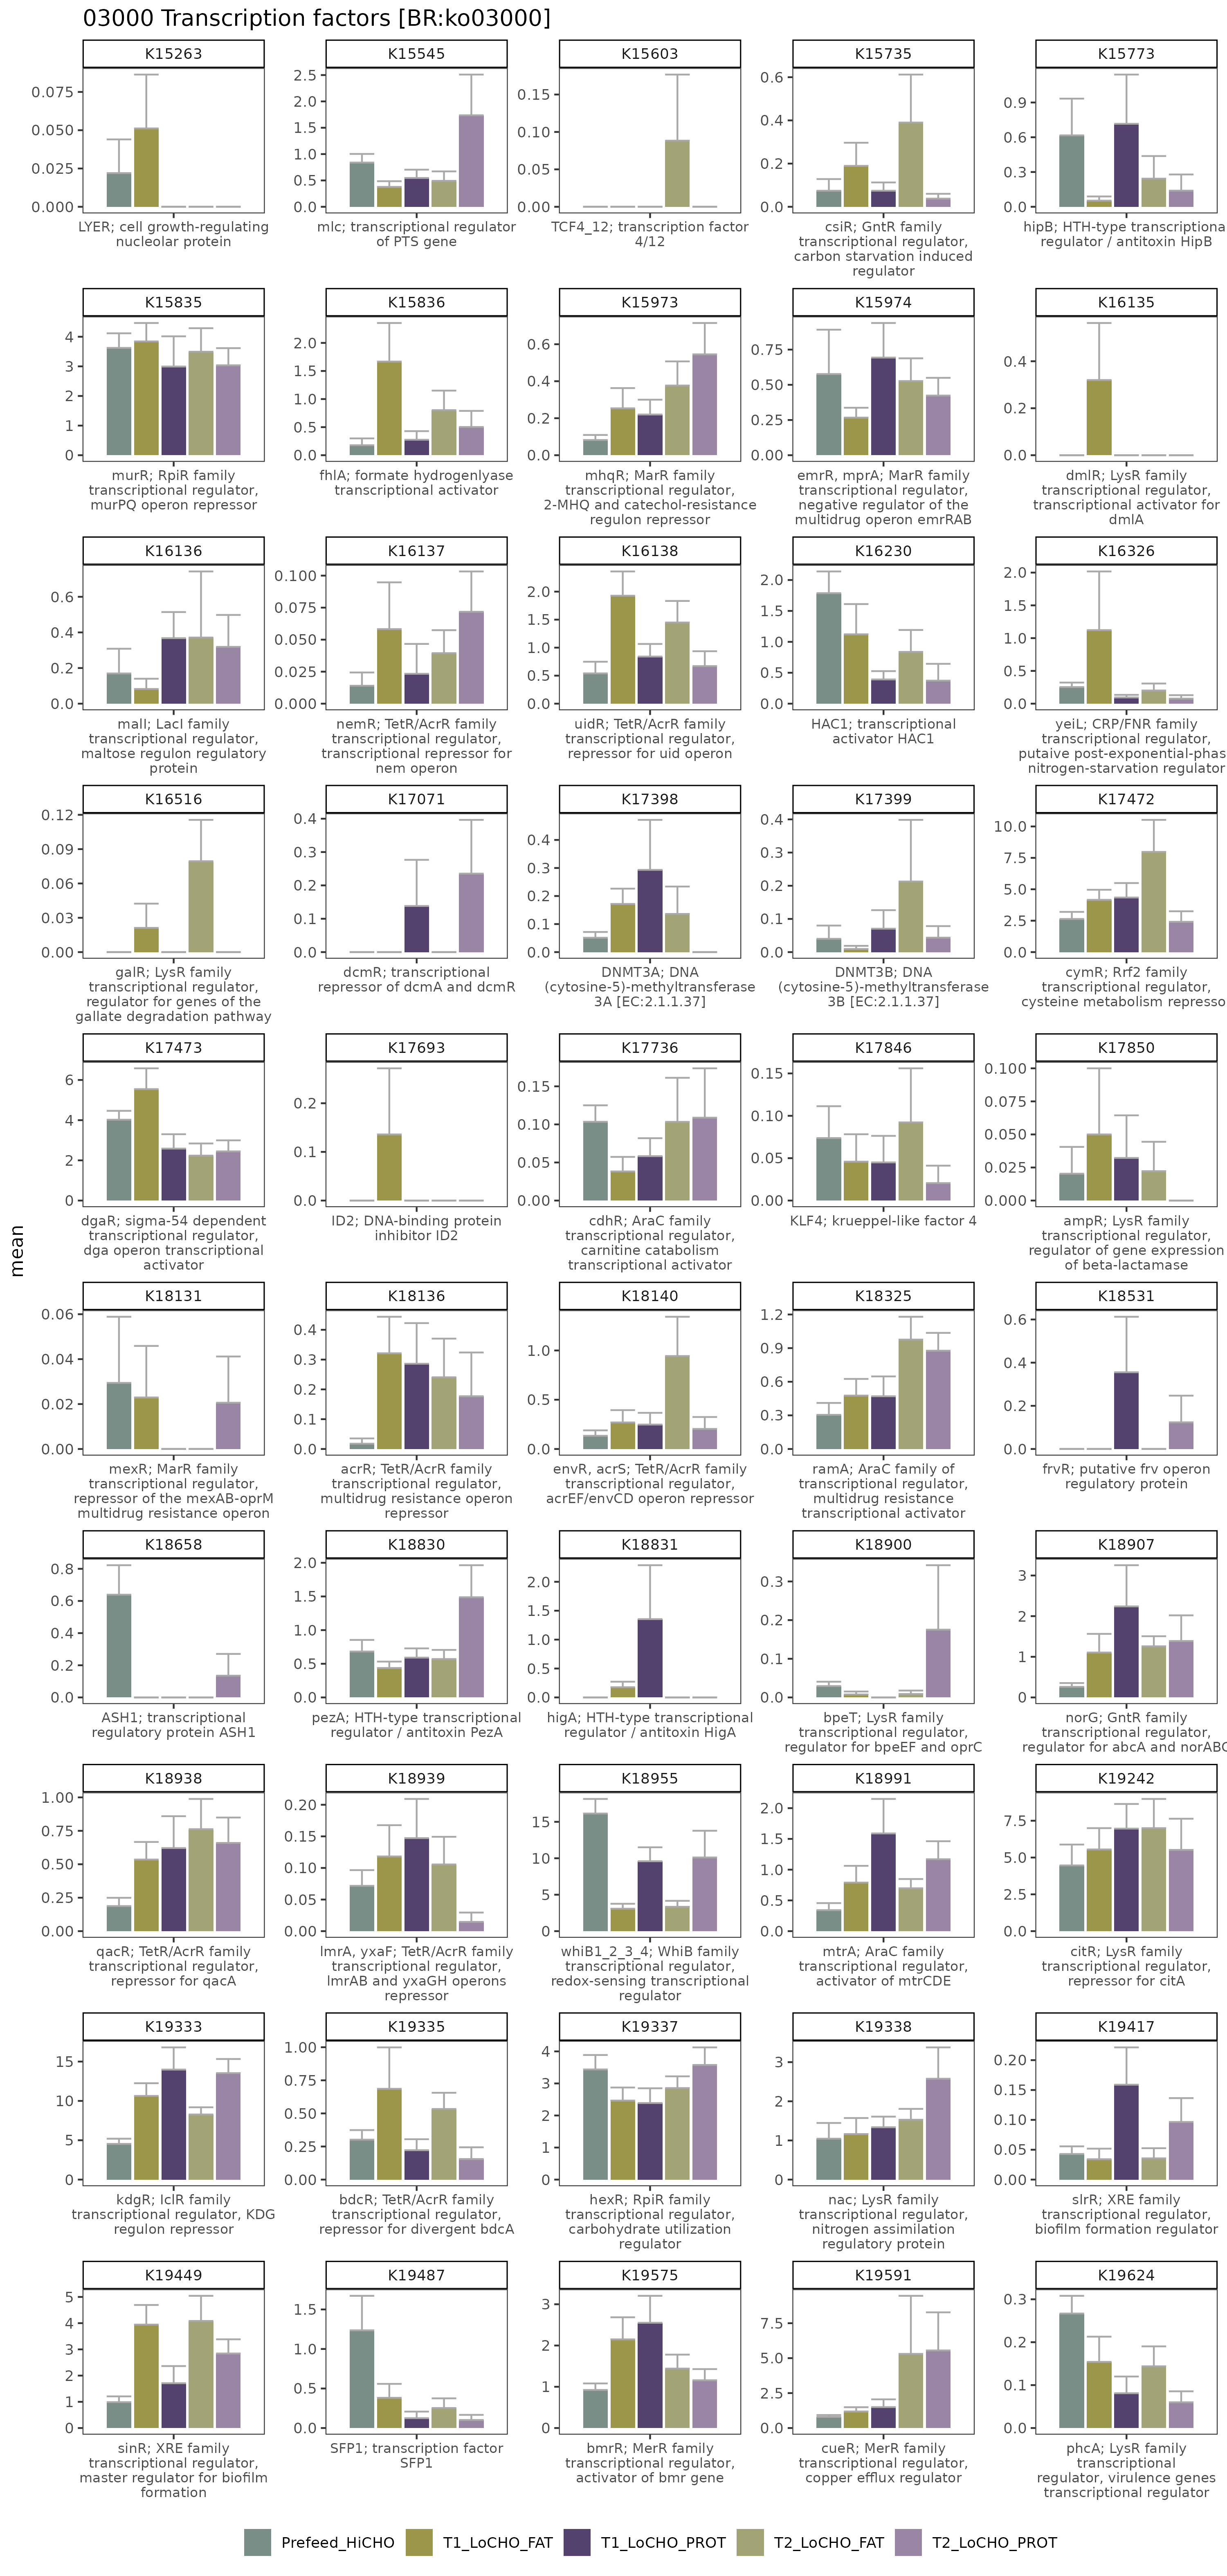 03000 Transcription factors [BR:ko03000]
K15263
K15545
K15603
K15735
K15773
0.075
0.050
0.025
0.000
2.5
2.0
1.5
1.0
0.5
0.0
0.15
0.10
0.05
0.00
0.6
0.4
0.2
0.0
0.9
0.6
0.3
0.0
LYER; cell growth-regulating
nucleolar protein
mlc; transcriptional regulator
of PTS gene
TCF4_12; transcription factor
4/12
csiR; GntR family
transcriptional regulator,
carbon starvation induced
regulator
hipB; HTH-type transcriptiona
regulator / antitoxin HipB
K15835
K15836
K15973
K15974
K16135
4
3
2
1
0
2.0
1.5
1.0
0.5
0.0
0.6
0.4
0.2
0.0
0.75
0.50
0.25
0.00
0.4
0.2
0.0
murR; RpiR family
transcriptional regulator,
murPQ operon repressor
fhlA; formate hydrogenlyase
transcriptional activator
mhqR; MarR family
transcriptional regulator,
2-MHQ and catechol-resistance
regulon repressor
emrR, mprA; MarR family
transcriptional regulator,
negative regulator of the
multidrug operon emrRAB
dmlR; LysR family
transcriptional regulator,
transcriptional activator for
dmlA
K16136
K16137
K16138
K16230
K16326
0.6
0.4
0.2
0.0
0.100
0.075
0.050
0.025
0.000
2.0
1.5
1.0
0.5
0.0
2.0
1.5
1.0
0.5
0.0
2.0
1.5
1.0
0.5
0.0
malI; LacI family
transcriptional regulator,
maltose regulon regulatory
protein
nemR; TetR/AcrR family
transcriptional regulator,
transcriptional repressor for
nem operon
uidR; TetR/AcrR family
transcriptional regulator,
repressor for uid operon
HAC1; transcriptional
activator HAC1
yeiL; CRP/FNR family
transcriptional regulator,
putaive post-exponential-phas
nitrogen-starvation regulator
K16516
K17071
K17398
K17399
K17472
0.12
0.09
0.06
0.03
0.00
0.4
0.3
0.2
0.1
0.0
0.4
0.3
0.2
0.1
0.0
0.4
0.3
0.2
0.1
0.0
10.0
7.5
5.0
2.5
0.0
galR; LysR family
transcriptional regulator,
regulator for genes of the
gallate degradation pathway
dcmR; transcriptional
repressor of dcmA and dcmR
DNMT3A; DNA
(cytosine-5)-methyltransferase
3A [EC:2.1.1.37]
DNMT3B; DNA
(cytosine-5)-methyltransferase
3B [EC:2.1.1.37]
cymR; Rrf2 family
transcriptional regulator,
cysteine metabolism represso
K17473
K17693
K17736
K17846
K17850
6
4
2
0
0.2
0.1
0.0
0.15
0.10
0.05
0.00
0.15
0.10
0.05
0.00
0.100
0.075
0.050
0.025
0.000
dgaR; sigma-54 dependent
transcriptional regulator,
dga operon transcriptional
activator
ID2; DNA-binding protein
inhibitor ID2
cdhR; AraC family
transcriptional regulator,
carnitine catabolism
transcriptional activator
KLF4; krueppel-like factor 4
ampR; LysR family
transcriptional regulator,
regulator of gene expression
of beta-lactamase
mean
K18131
K18136
K18140
K18325
K18531
0.06
0.04
0.02
0.00
0.4
0.3
0.2
0.1
0.0
1.0
0.5
0.0
1.2
0.9
0.6
0.3
0.0
0.6
0.4
0.2
0.0
mexR; MarR family
transcriptional regulator,
repressor of the mexAB-oprM
multidrug resistance operon
acrR; TetR/AcrR family
transcriptional regulator,
multidrug resistance operon
repressor
envR, acrS; TetR/AcrR family
transcriptional regulator,
acrEF/envCD operon repressor
ramA; AraC family of
transcriptional regulator,
multidrug resistance
transcriptional activator
frvR; putative frv operon
regulatory protein
K18658
K18830
K18831
K18900
K18907
0.8
0.6
0.4
0.2
0.0
2.0
1.5
1.0
0.5
0.0
2.0
1.5
1.0
0.5
0.0
0.3
0.2
0.1
0.0
3
2
1
0
ASH1; transcriptional
regulatory protein ASH1
pezA; HTH-type transcriptional
regulator / antitoxin PezA
higA; HTH-type transcriptional
regulator / antitoxin HigA
bpeT; LysR family
transcriptional regulator,
regulator for bpeEF and oprC
norG; GntR family
transcriptional regulator,
regulator for abcA and norABC
K18938
K18939
K18955
K18991
K19242
1.00
0.75
0.50
0.25
0.00
0.20
0.15
0.10
0.05
0.00
15
10
5
0
2.0
1.5
1.0
0.5
0.0
7.5
5.0
2.5
0.0
qacR; TetR/AcrR family
transcriptional regulator,
repressor for qacA
lmrA, yxaF; TetR/AcrR family
transcriptional regulator,
lmrAB and yxaGH operons
repressor
whiB1_2_3_4; WhiB family
transcriptional regulator,
redox-sensing transcriptional
regulator
mtrA; AraC family
transcriptional regulator,
activator of mtrCDE
citR; LysR family
transcriptional regulator,
repressor for citA
K19333
K19335
K19337
K19338
K19417
15
10
5
0
1.00
0.75
0.50
0.25
0.00
4
3
2
1
0
3
2
1
0
0.20
0.15
0.10
0.05
0.00
kdgR; IclR family
transcriptional regulator, KDG
regulon repressor
bdcR; TetR/AcrR family
transcriptional regulator,
repressor for divergent bdcA
hexR; RpiR family
transcriptional regulator,
carbohydrate utilization
regulator
nac; LysR family
transcriptional regulator,
nitrogen assimilation
regulatory protein
slrR; XRE family
transcriptional regulator,
biofilm formation regulator
K19449
K19487
K19575
K19591
K19624
5
4
3
2
1
0
1.5
1.0
0.5
0.0
3
2
1
0
7.5
5.0
2.5
0.0
0.3
0.2
0.1
0.0
sinR; XRE family
transcriptional regulator,
master regulator for biofilm
formation
SFP1; transcription factor
SFP1
bmrR; MerR family
transcriptional regulator,
activator of bmr gene
cueR; MerR family
transcriptional regulator,
copper efflux regulator
phcA; LysR family
transcriptional
regulator, virulence genes
transcriptional regulator
Prefeed_HiCHO
T1_LoCHO_FAT
T1_LoCHO_PROT
T2_LoCHO_FAT
T2_LoCHO_PROT